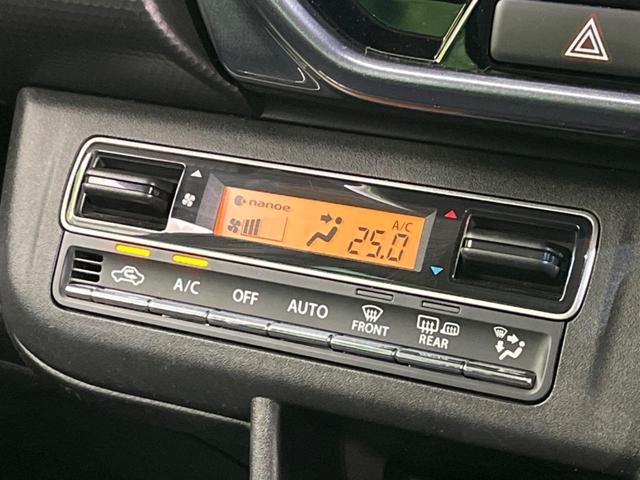 nanoe
A/C
25.0
A/C
OFF
AUTO
FRONT
REAR